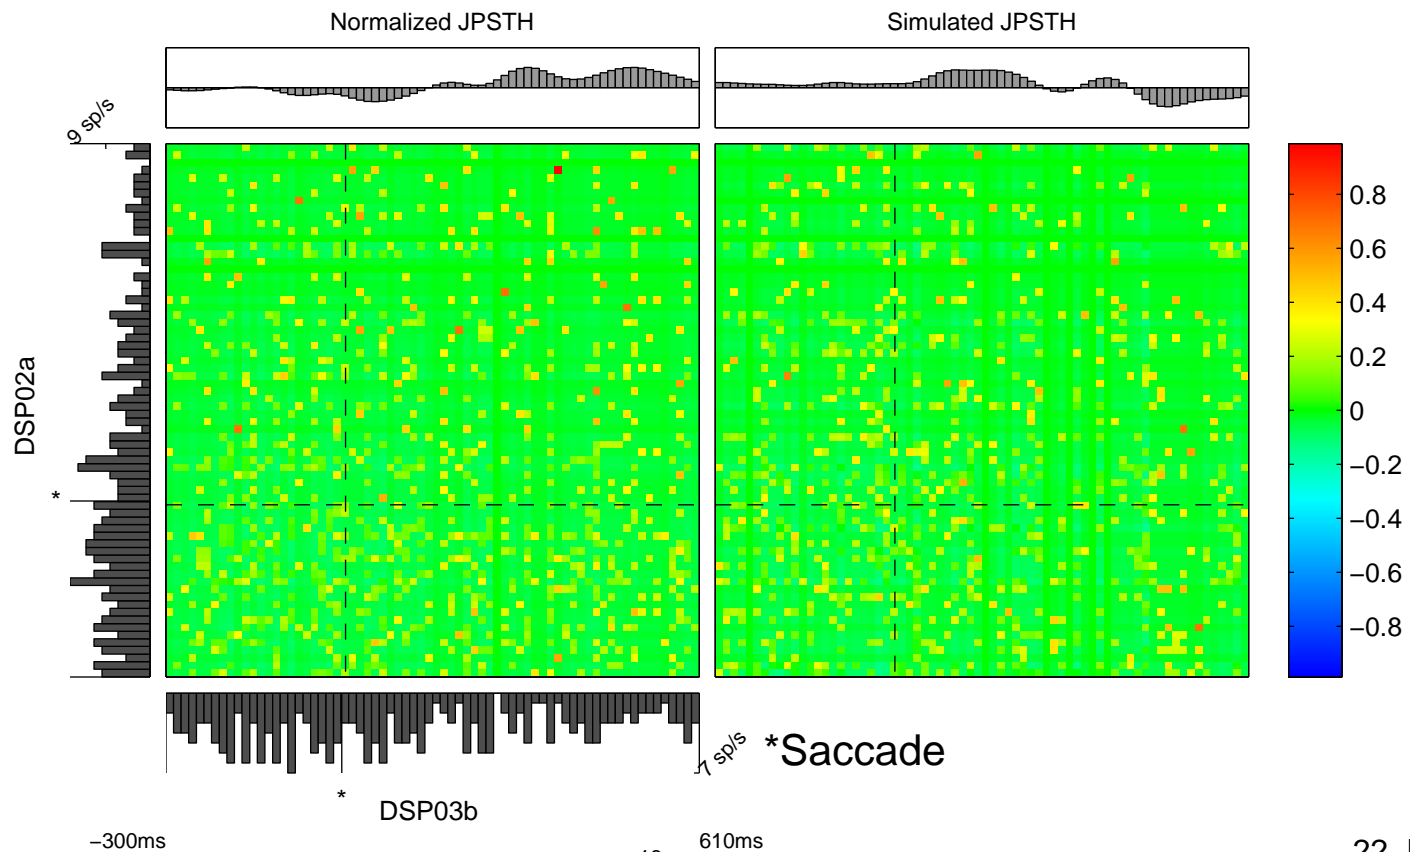 Normalized JPSTH
Simulated JPSTH
9 sp/s
DSP02a
*
0.8
0.6
0.4
0.2
0
−0.2
−0.4
−0.6
−0.8
7 sp/s
*Saccade
*
DSP03b
−300ms
610ms
22